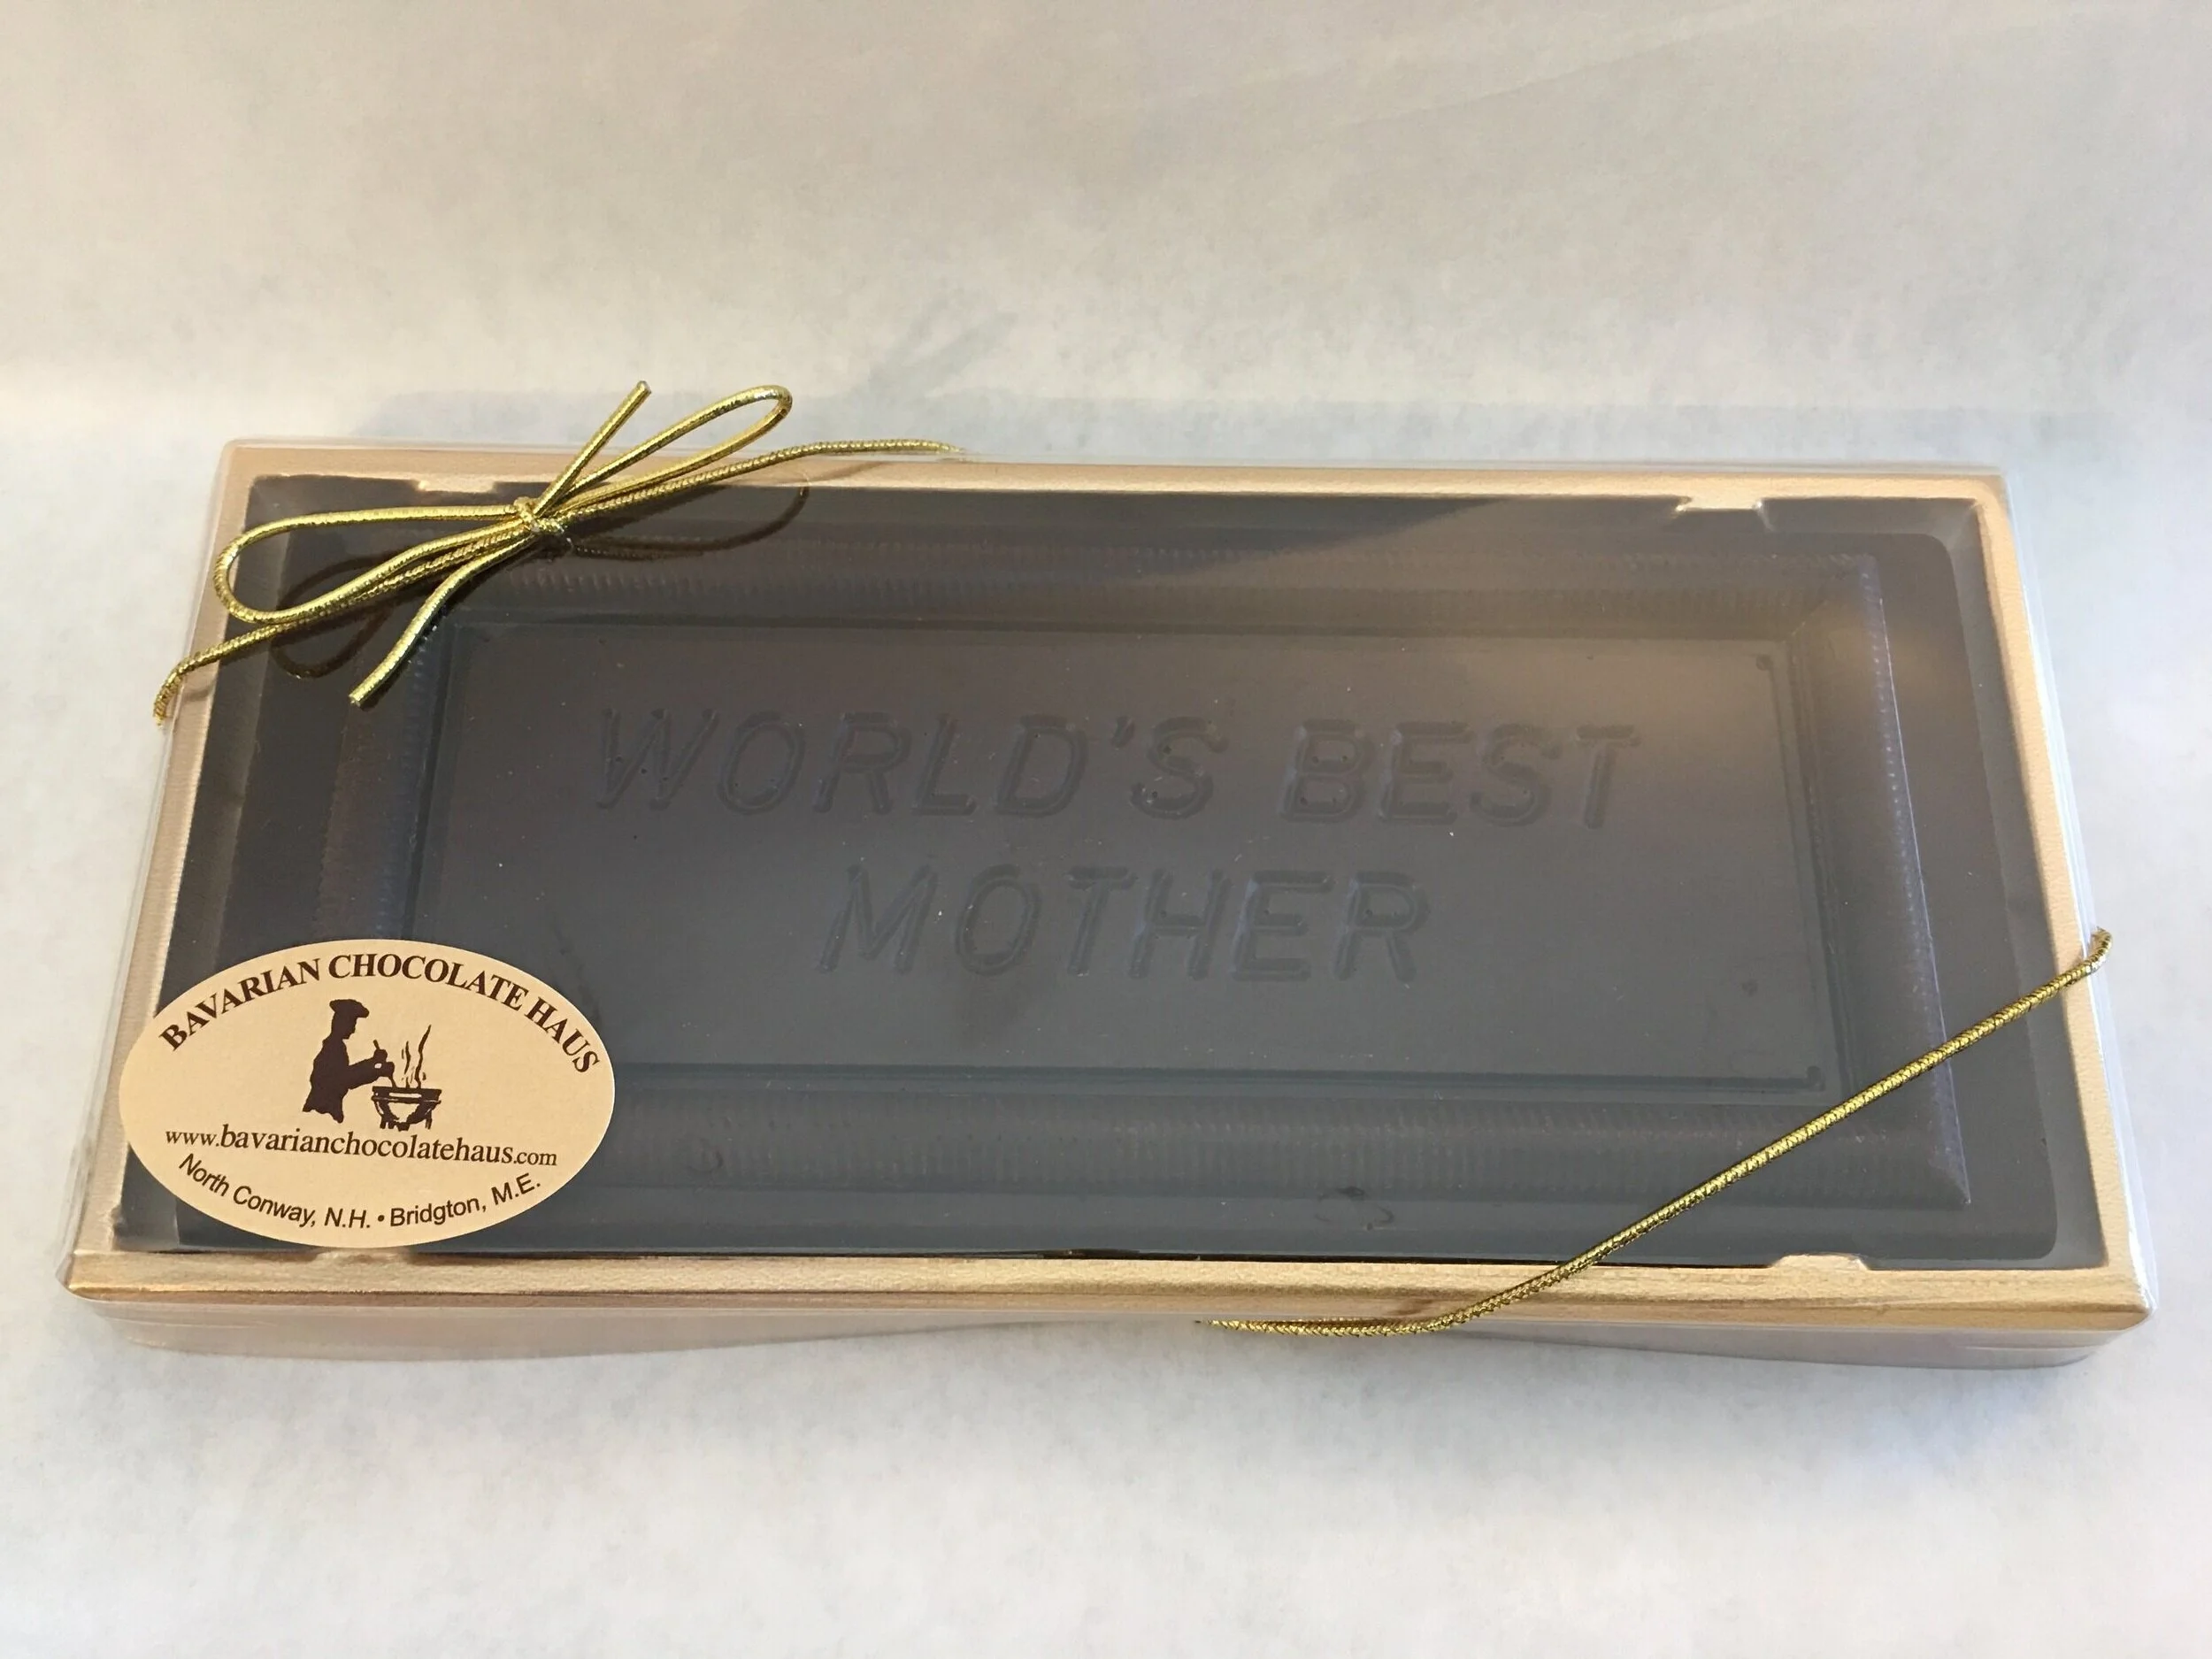 WORLD'S BEST
MOTHER
BAVARIAN CHOCOLATE HAUS
www.bavarianchocolatehaus.com
North Conway, N.H. • Bridgton, M.E.